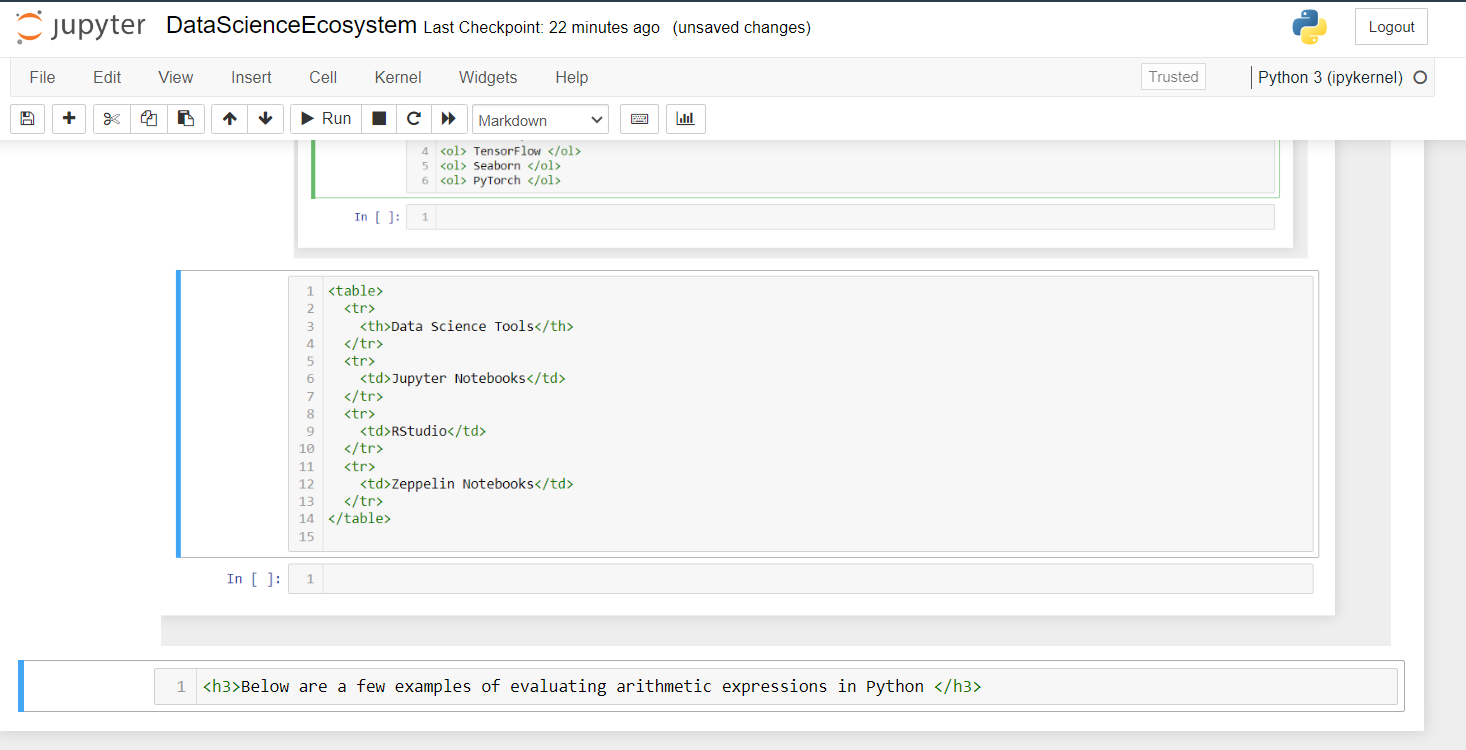 jupyter DataScienceEcosystem Last Checkpoint: 22 minutes ago (unsaved changes) Logout
File Edit View Insert Cell Kernel Widgets Help Trusted Python 3 (ipykernel)
Run Markdown
4 <ol> TensorFlow </ol>
5 <ol> Seaborn </ol>
6 <ol> PyTorch </ol>
In [ ]: 1
1 <table>
2 <tr>
3 <th>Data Science Tools</th>
4 </tr>
5 <tr>
6 <td>Jupyter Notebooks</td>
7 </tr>
8 <tr>
9 <td>RStudio</td>
10 </tr>
11 <tr>
12 <td>Zeppelin Notebooks</td>
13 </tr>
14 </table>
15
In [ ]: 1
1 <h3>Below are a few examples of evaluating arithmetic expressions in Python </h3>